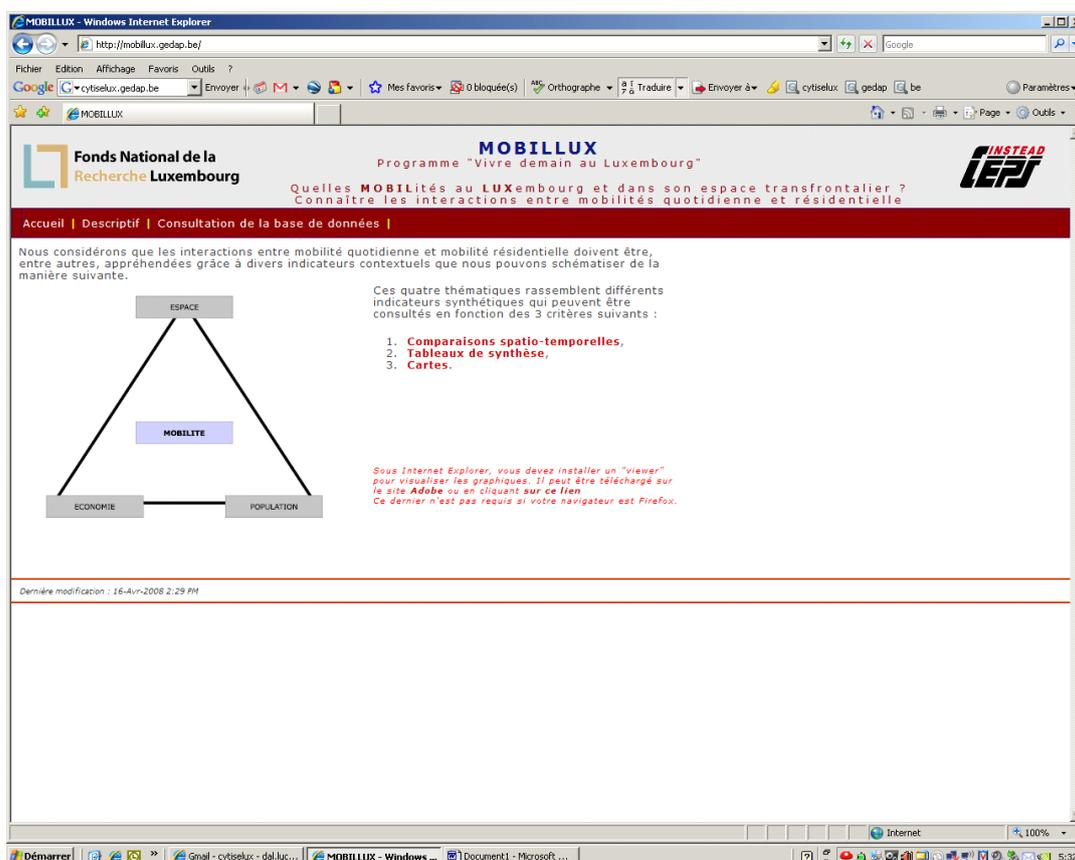 MOBILLUX - Windows Internet Explorer
http://mobillux.gedap.be/
Google
Fichier Edition Affichage Favoris Outils ?
Google cytiselux.gedap.be Envoyer Mes favoris 0 bloquée(s) Orthographe Traduire Envoyer à cytiselux gedap be Paramètres
MOBILLUX Page Outils
Fonds National de la
Recherche Luxembourg
MOBILLUX
Programme "Vivre demain au Luxembourg"
Quelles MOBILités au LUXembourg et dans son espace transfrontalier ?
Connaître les interactions entre mobilités quotidienne et résidentielle
INSTEAD
CEPS
Accueil | Descriptif | Consultation de la base de données |
Nous considérons que les interactions entre mobilité quotidienne et mobilité résidentielle doivent être,
entre autres, appréhendées grâce à divers indicateurs contextuels que nous pouvons schématiser de la
manière suivante.
ESPACE
MOBILITE
ECONOMIE
POPULATION
Ces quatre thématiques rassemblent différents
indicateurs synthétiques qui peuvent être
consultés en fonction des 3 critères suivants :
1. Comparaisons spatio-temporelles,
2. Tableaux de synthèse,
3. Cartes.
Sous Internet Explorer, vous devez installer un "viewer"
pour visualiser les graphiques. Il peut être téléchargé sur
le site Adobe ou en cliquant sur ce lien
Ce dernier n'est pas requis si votre navigateur est Firefox.
Dernière modification : 16-Avr-2008 2:29 PM
Internet 100%
Démarrer Gmail - cytiselux - dal.luc... MOBILLUX - Windows ... Document1 - Microsoft ...